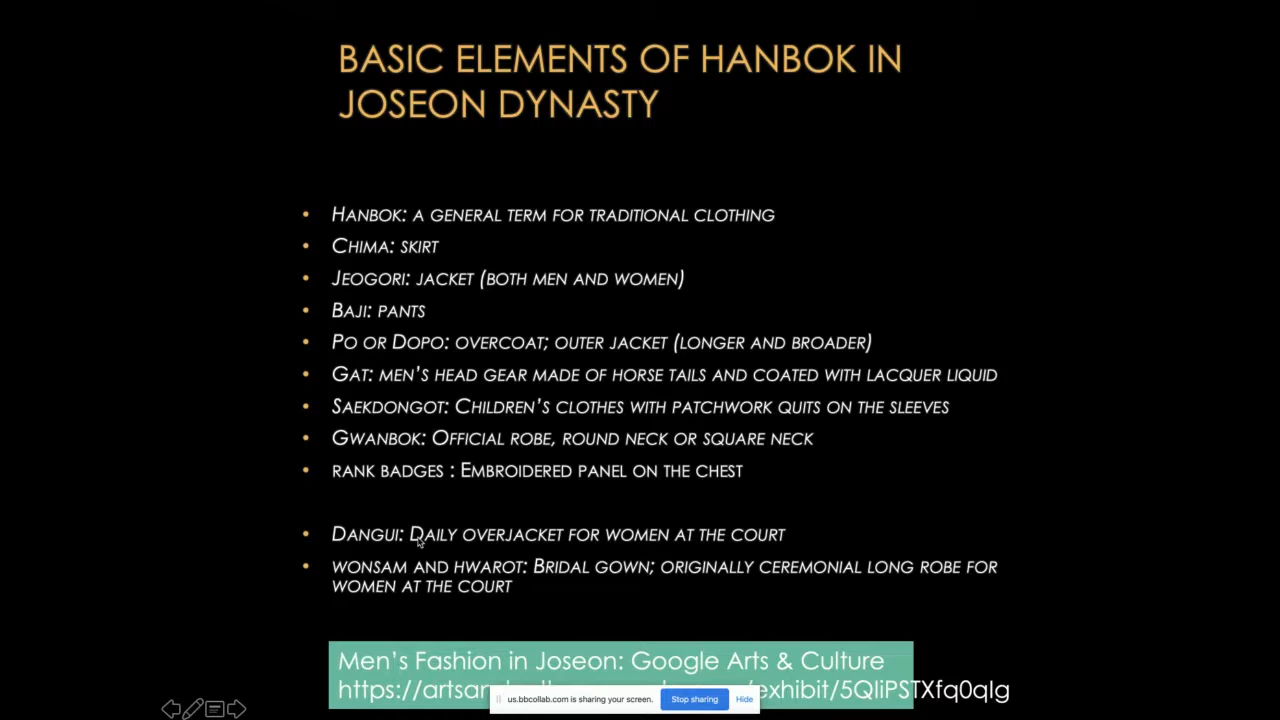 BASIC ELEMENTS OF HANBOK IN
JOSEON DYNASTY
• HANBOK: A GENERAL TERM FOR TRADITIONAL CLOTHING
• CHIMA: SKIRT
• JEOGORI: JACKET (BOTH MEN AND WOMEN)
• BAJI: PANTS
• PO OR DOPO: OVERCOAT; OUTER JACKET (LONGER AND BROADER)
• GAT: MEN'S HEAD GEAR MADE OF HORSE TAILS AND COATED WITH LACQUER LIQUID
• SAEKDONGOT: CHILDREN'S CLOTHES WITH PATCHWORK QUITS ON THE SLEEVES
• GWANBOK: OFFICIAL ROBE, ROUND NECK OR SQUARE NECK
• RANK BADGES : EMBROIDERED PANEL ON THE CHEST
• DANGUI: DAILY OVERJACKET FOR WOMEN AT THE COURT
• WONSAM AND HWAROT: BRIDAL GOWN; ORIGINALLY CEREMONIAL LONG ROBE FOR
WOMEN AT THE COURT
Men's Fashion in Joseon: Google Arts & Culture
https://artsan
us.bbcollab.com is sharing your screen. Stop sharing Hide